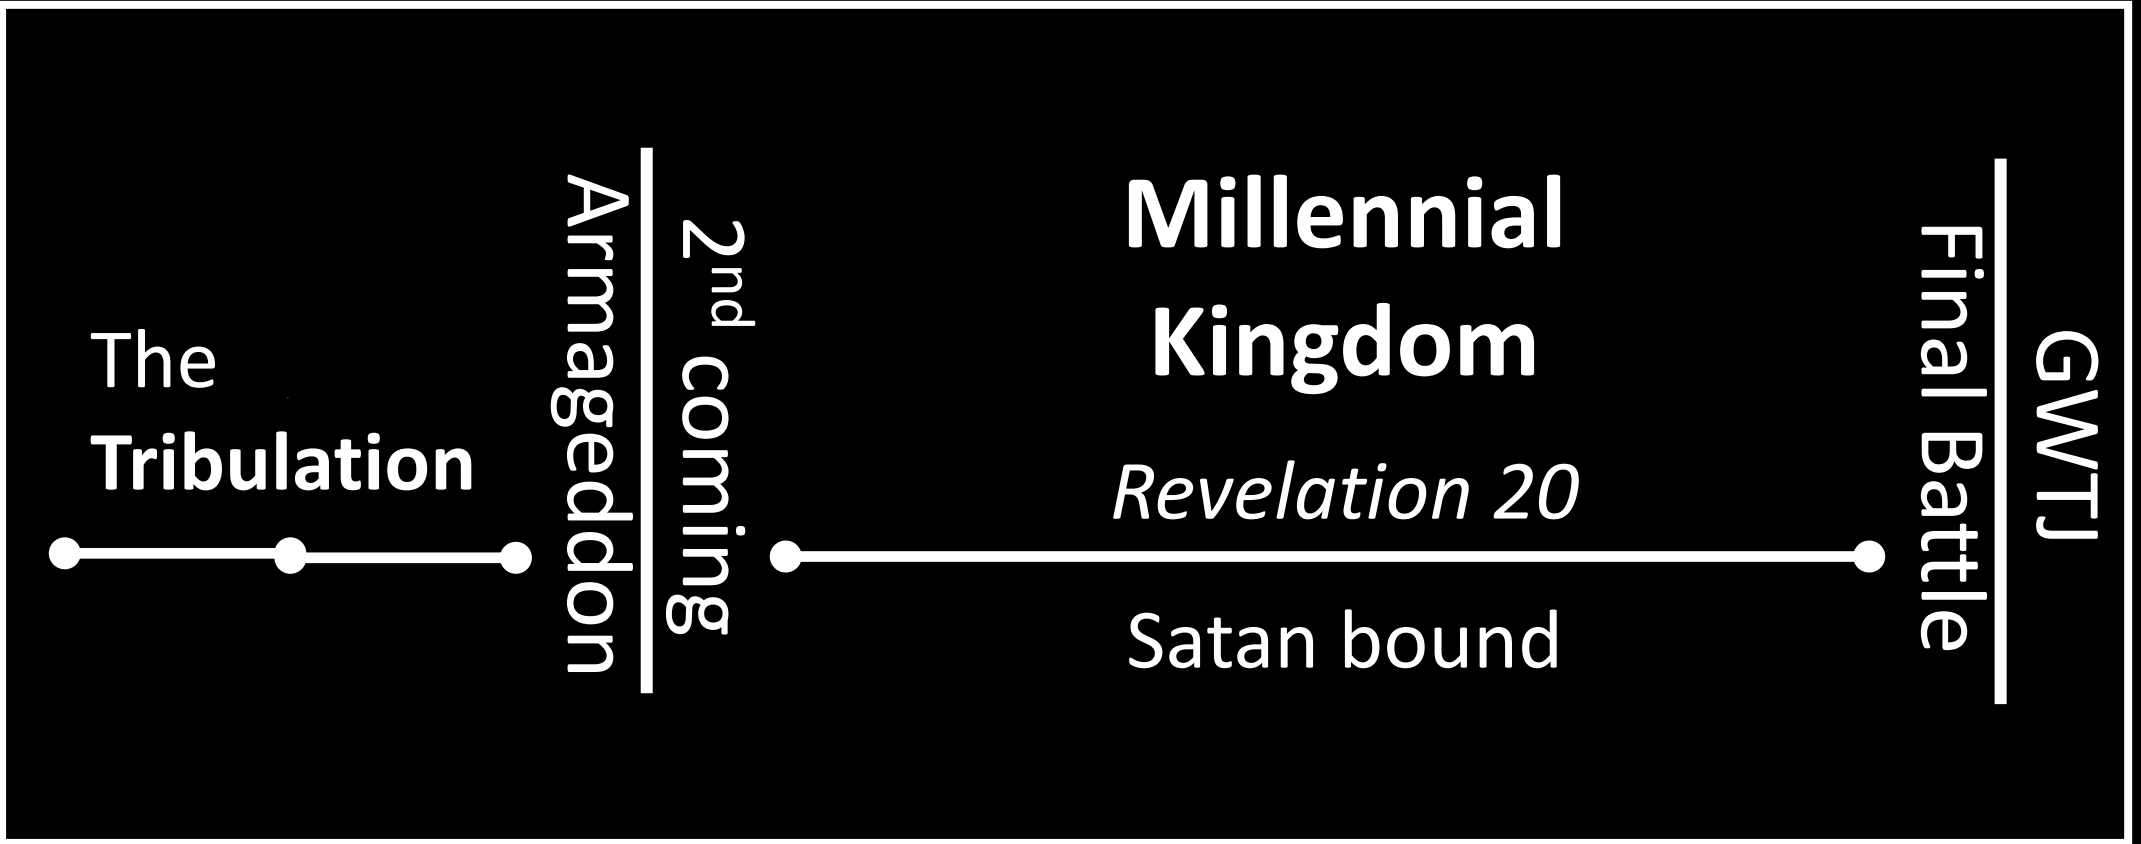 The
Tribulation
Armageddon
2nd coming
Millennial
Kingdom
Revelation 20
Satan bound
Final Battle
GWTJ